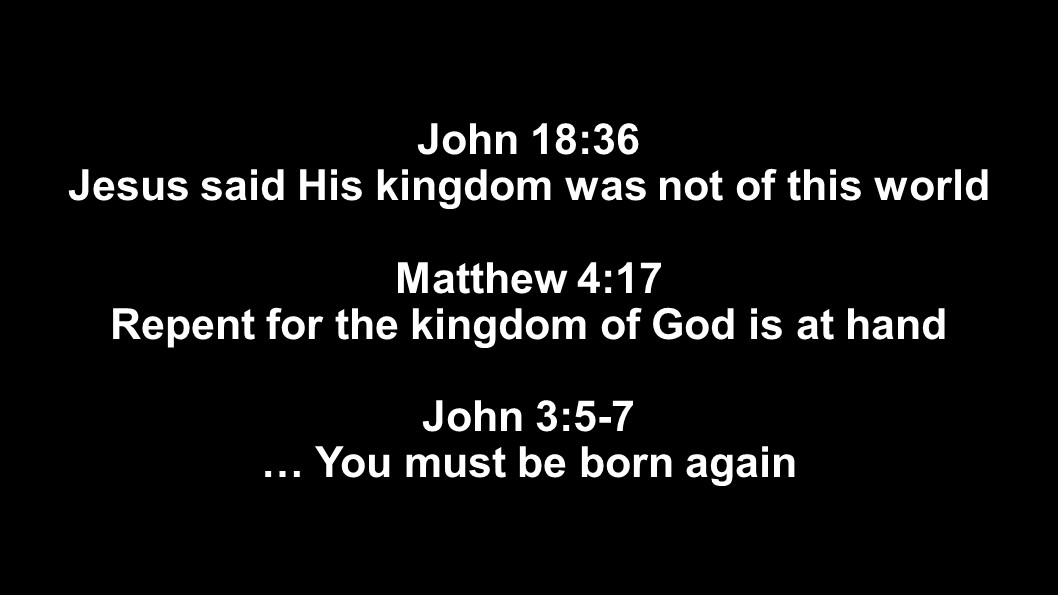 John 18:36
Jesus said His kingdom was not of this world
Matthew 4:17
Repent for the kingdom of God is at hand
John 3:5-7
… You must be born again